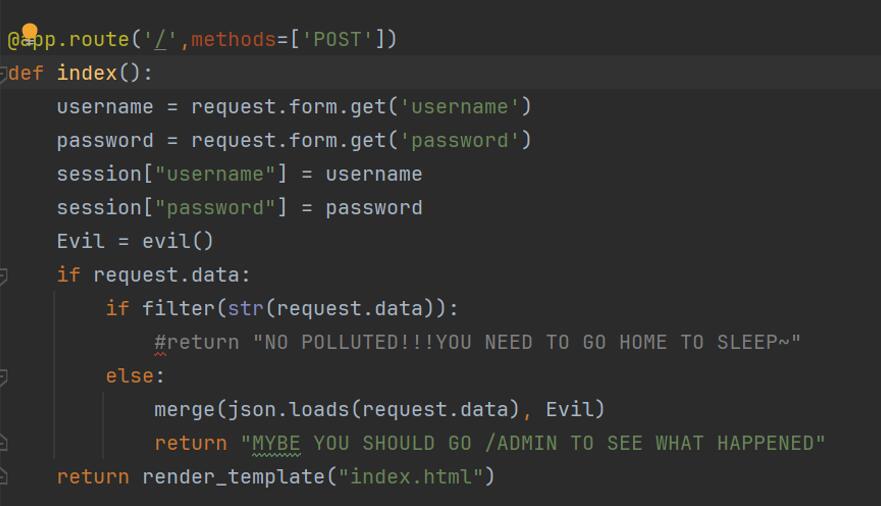 @app.route('/',methods=['POST'])
def index():
    username = request.form.get('username')
    password = request.form.get('password')
    session["username"] = username
    session["password"] = password
    Evil = evil()
    if request.data:
        if filter(str(request.data)):
            #return "NO POLLUTED!!!YOU NEED TO GO HOME TO SLEEP~"
        else:
            merge(json.loads(request.data), Evil)
            return "MYBE YOU SHOULD GO /ADMIN TO SEE WHAT HAPPENED"
    return render_template("index.html")